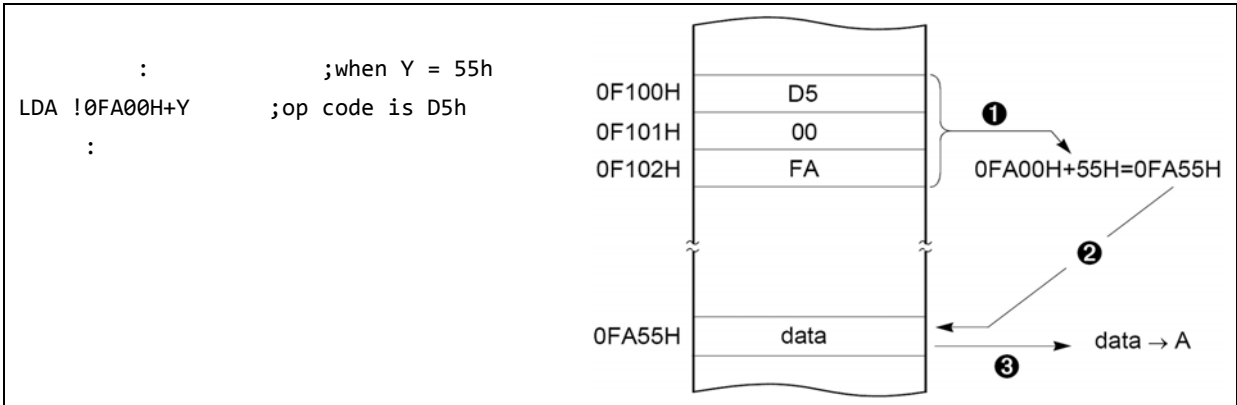 : ;when Y = 55h
LDA !0FA00H+Y ;op code is D5h
:
0F100H D5
0F101H 00
0F102H FA
❶
0FA00H+55H=0FA55H
❷
0FA55H data
data → A
❸